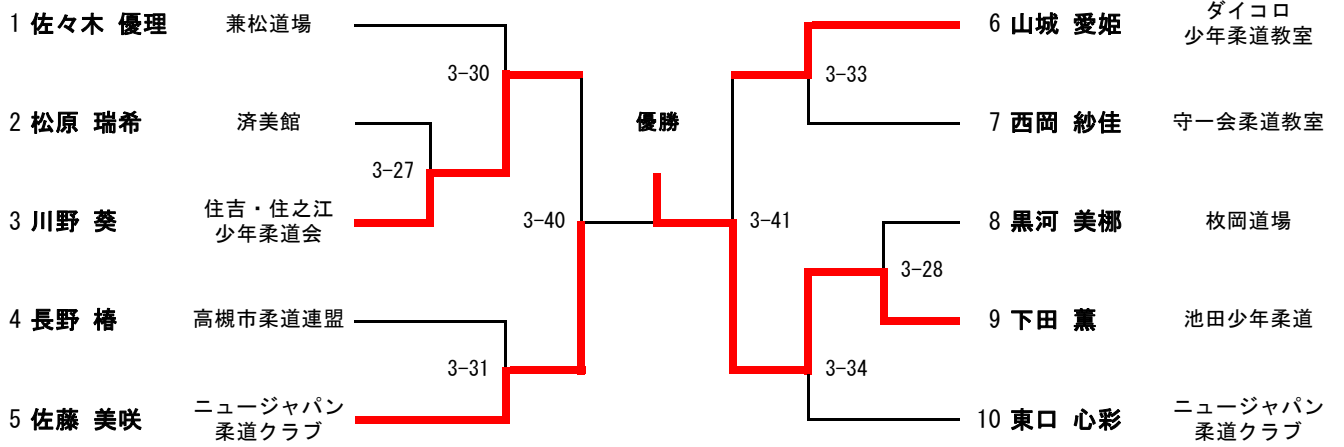 1 佐々木 優理 兼松道場
3-30
2 松原 瑞希 済美館
3-27
3 川野 葵 住吉・住之江
少年柔道会
3-40
4 長野 椿 高槻市柔道連盟
3-31
5 佐藤 美咲 ニュージャパン
柔道クラブ
優勝
6 山城 愛姫 ダイコロ
少年柔道教室
3-33
7 西岡 紗佳 守一会柔道教室
3-41
8 黒河 美梛 枚岡道場
3-28
9 下田 薫 池田少年柔道
3-34
10 東口 心彩 ニュージャパン
柔道クラブ